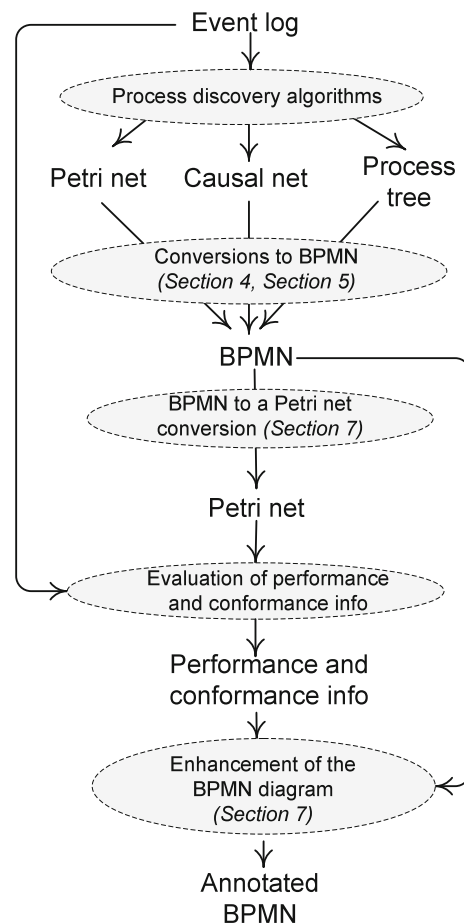 Event log
Process discovery algorithms
Petri net
Causal net
Process
tree
Conversions to BPMN
(Section 4, Section 5)
BPMN
BPMN to a Petri net
conversion (Section 7)
Petri net
Evaluation of performance
and conformance info
Performance and
conformance info
Enhancement of the
BPMN diagram
(Section 7)
Annotated
BPMN